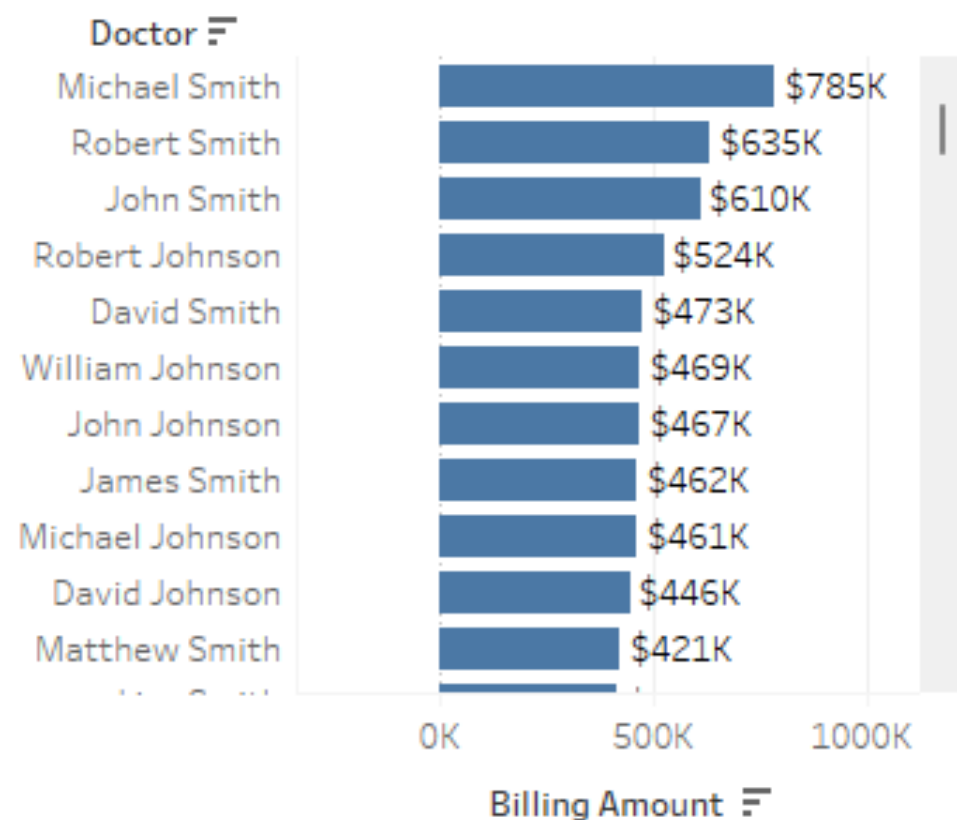 Doctor
Michael Smith $785K
Robert Smith $635K
John Smith $610K
Robert Johnson $524K
David Smith $473K
William Johnson $469K
John Johnson $467K
James Smith $462K
Michael Johnson $461K
David Johnson $446K
Matthew Smith $421K
0K 500K 1000K
Billing Amount